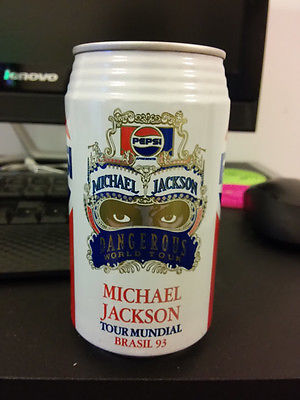 lenovo
PEPSI
MICHAEL JACKSON
DANGEROUS
WORLD TOUR
MICHAEL
JACKSON
TOUR MUNDIAL
BRASIL 93